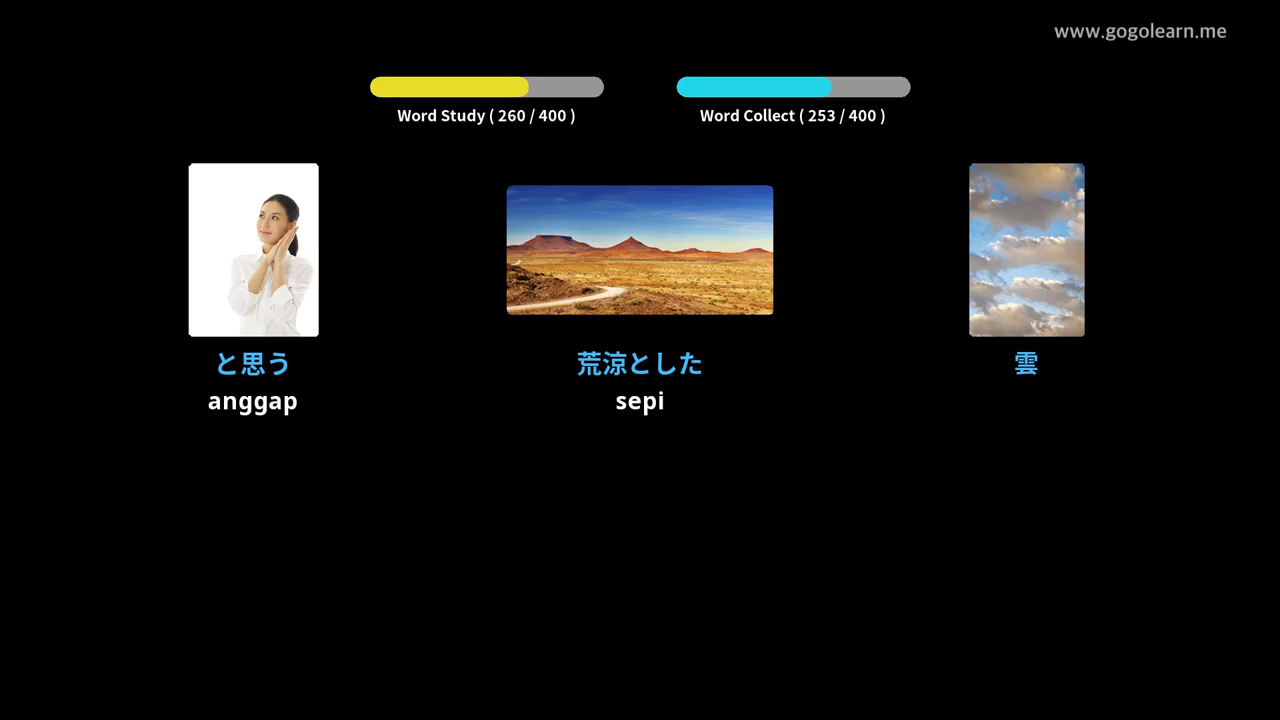 www.gogolearn.me
Word Study ( 260 / 400 )
Word Collect ( 253 / 400 )
と思う
anggap
荒涼とした
sepi
雲